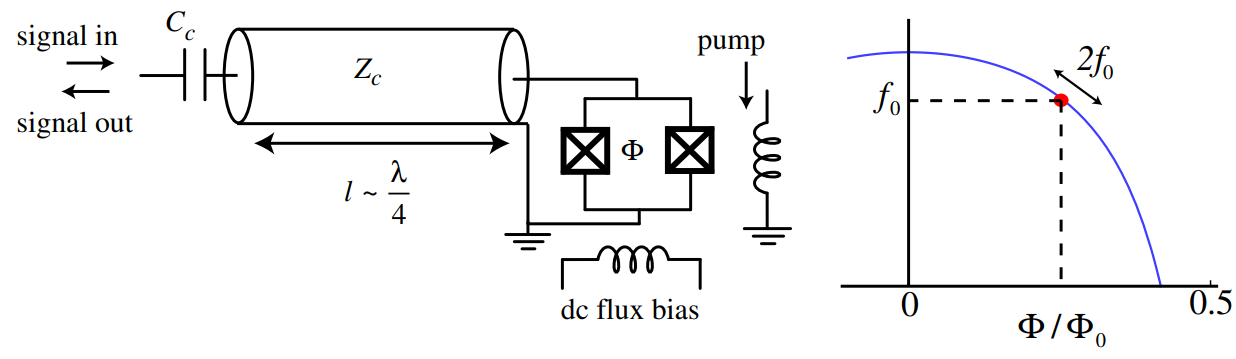 signal in
signal out
C_c
Z_c
l ~ λ/4
Φ
pump
dc flux bias
f_0
2f_0
0
0.5
Φ / Φ_0